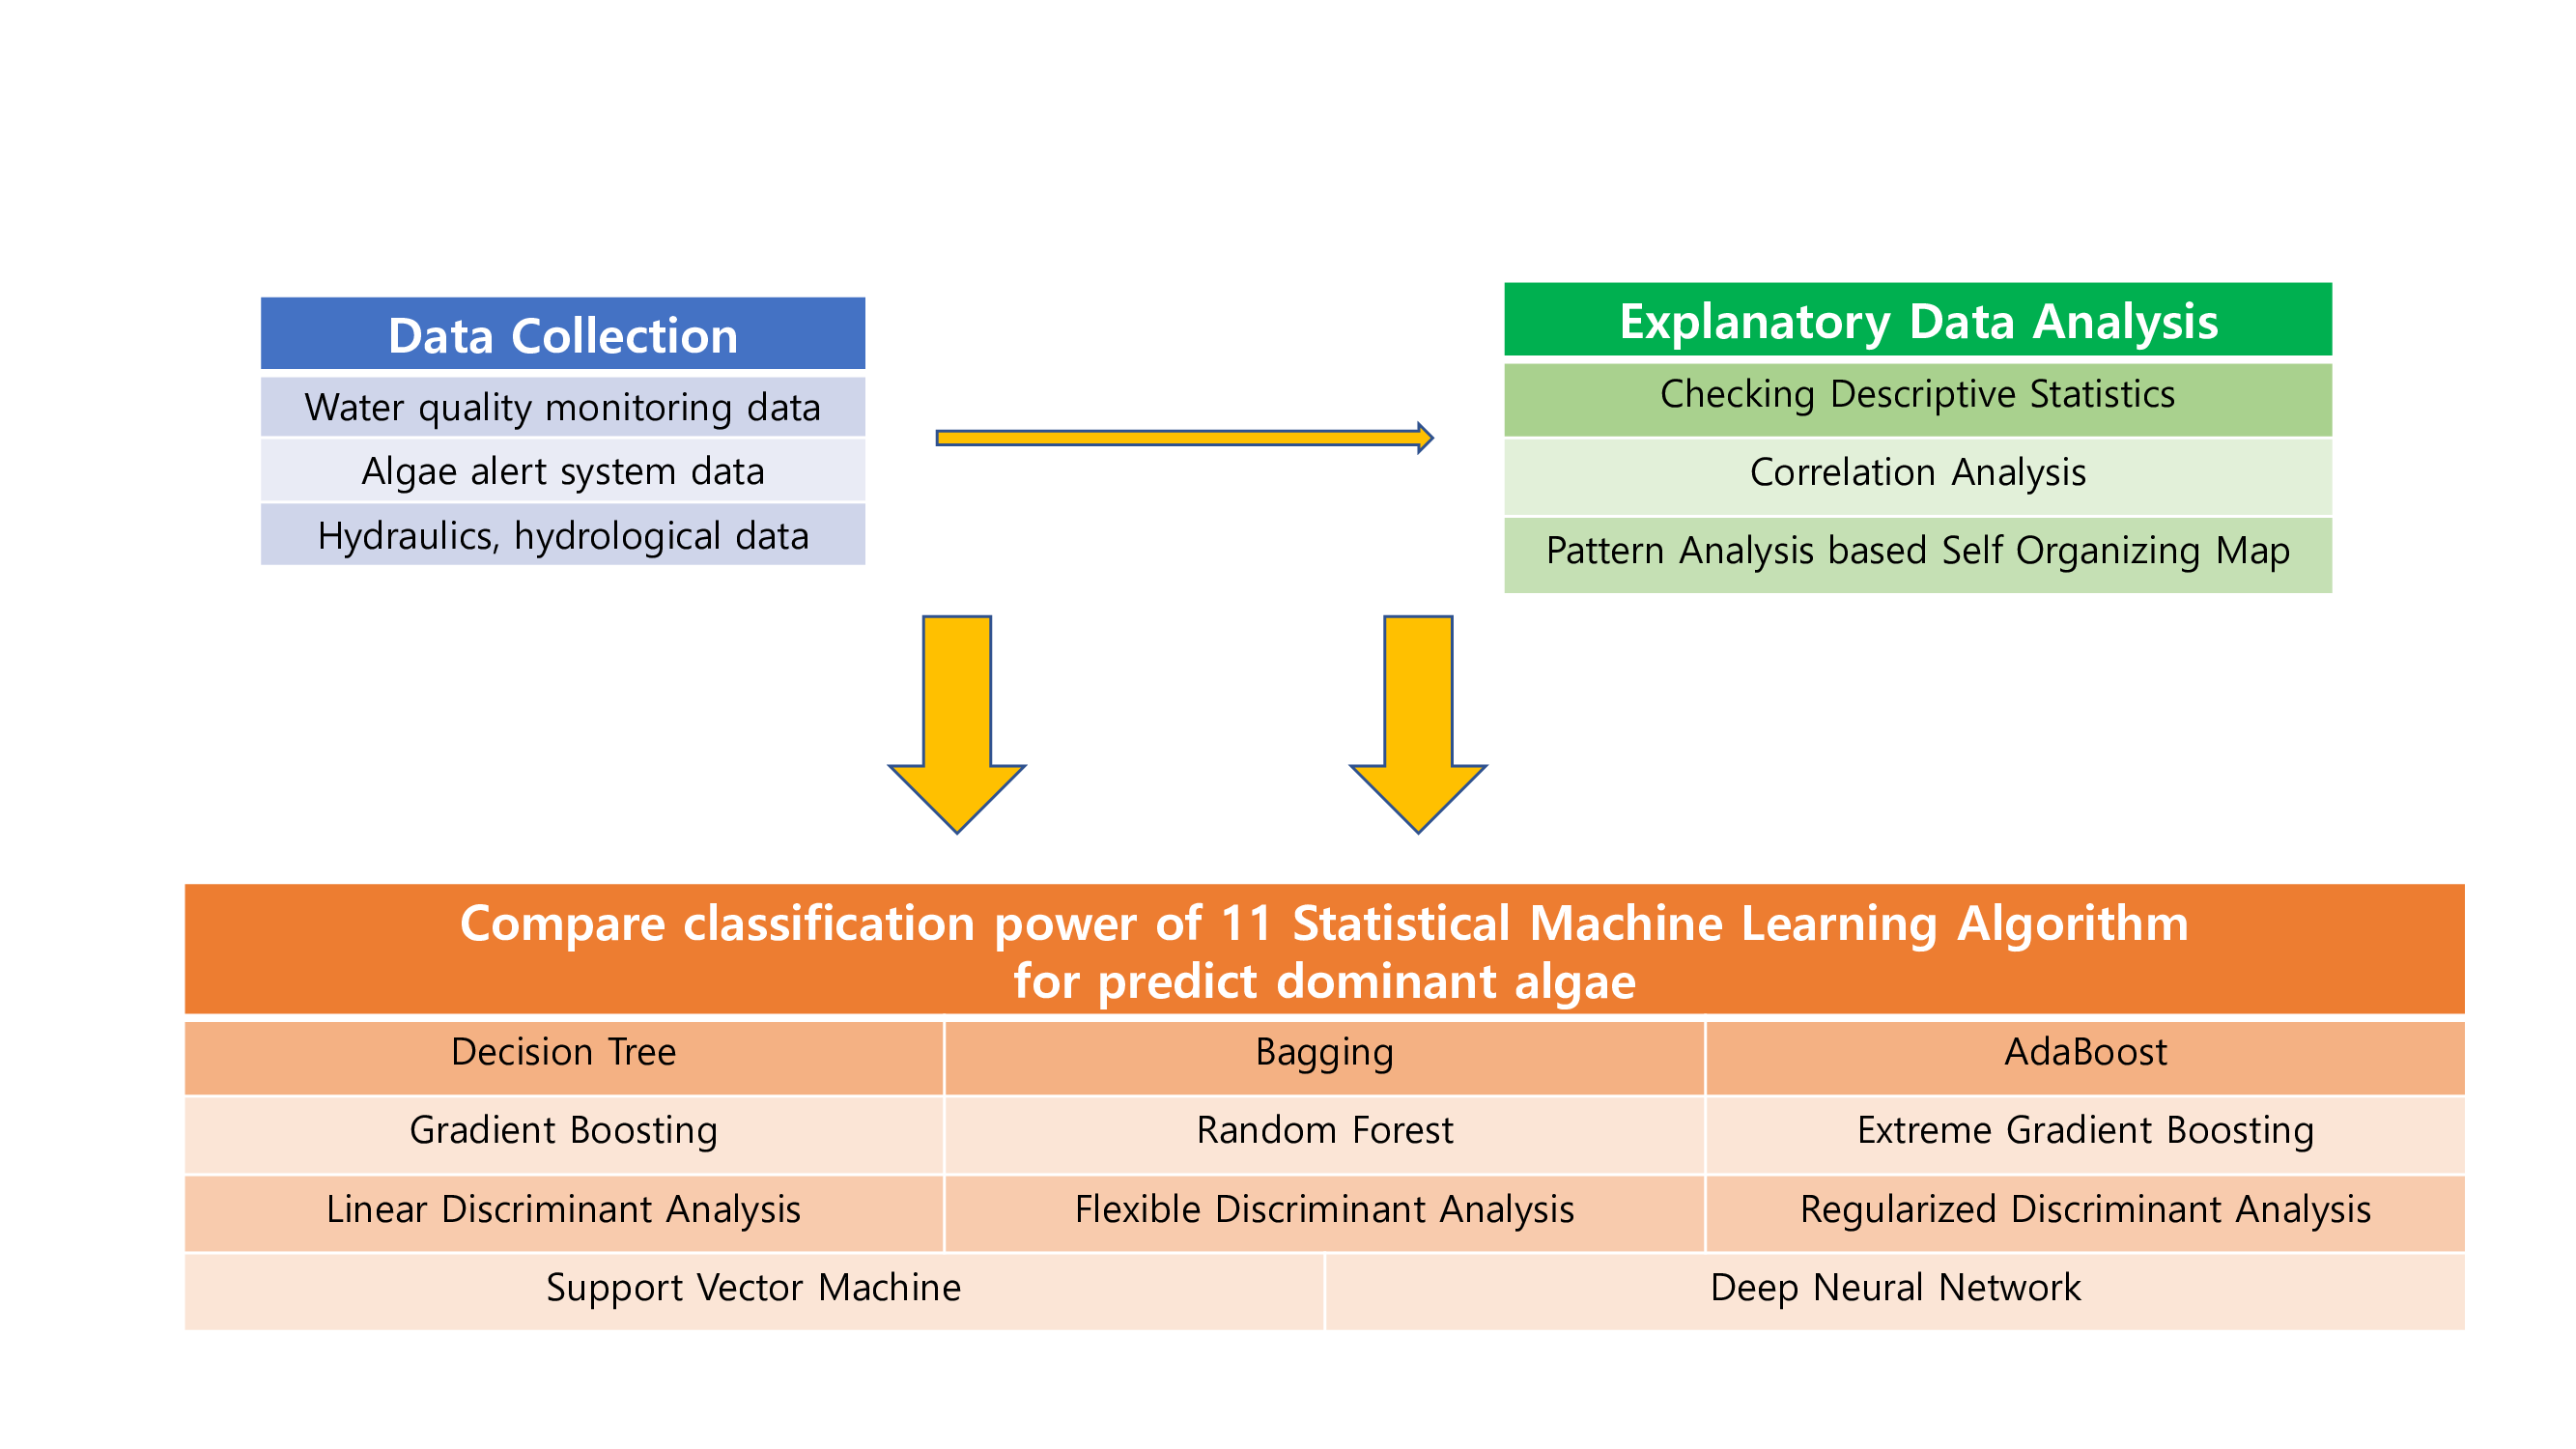 Data Collection
Water quality monitoring data
Algae alert system data
Hydraulics, hydrological data
Explanatory Data Analysis
Checking Descriptive Statistics
Correlation Analysis
Pattern Analysis based Self Organizing Map
Compare classification power of 11 Statistical Machine Learning Algorithm
for predict dominant algae
Decision Tree
Bagging
AdaBoost
Gradient Boosting
Random Forest
Extreme Gradient Boosting
Linear Discriminant Analysis
Flexible Discriminant Analysis
Regularized Discriminant Analysis
Support Vector Machine
Deep Neural Network